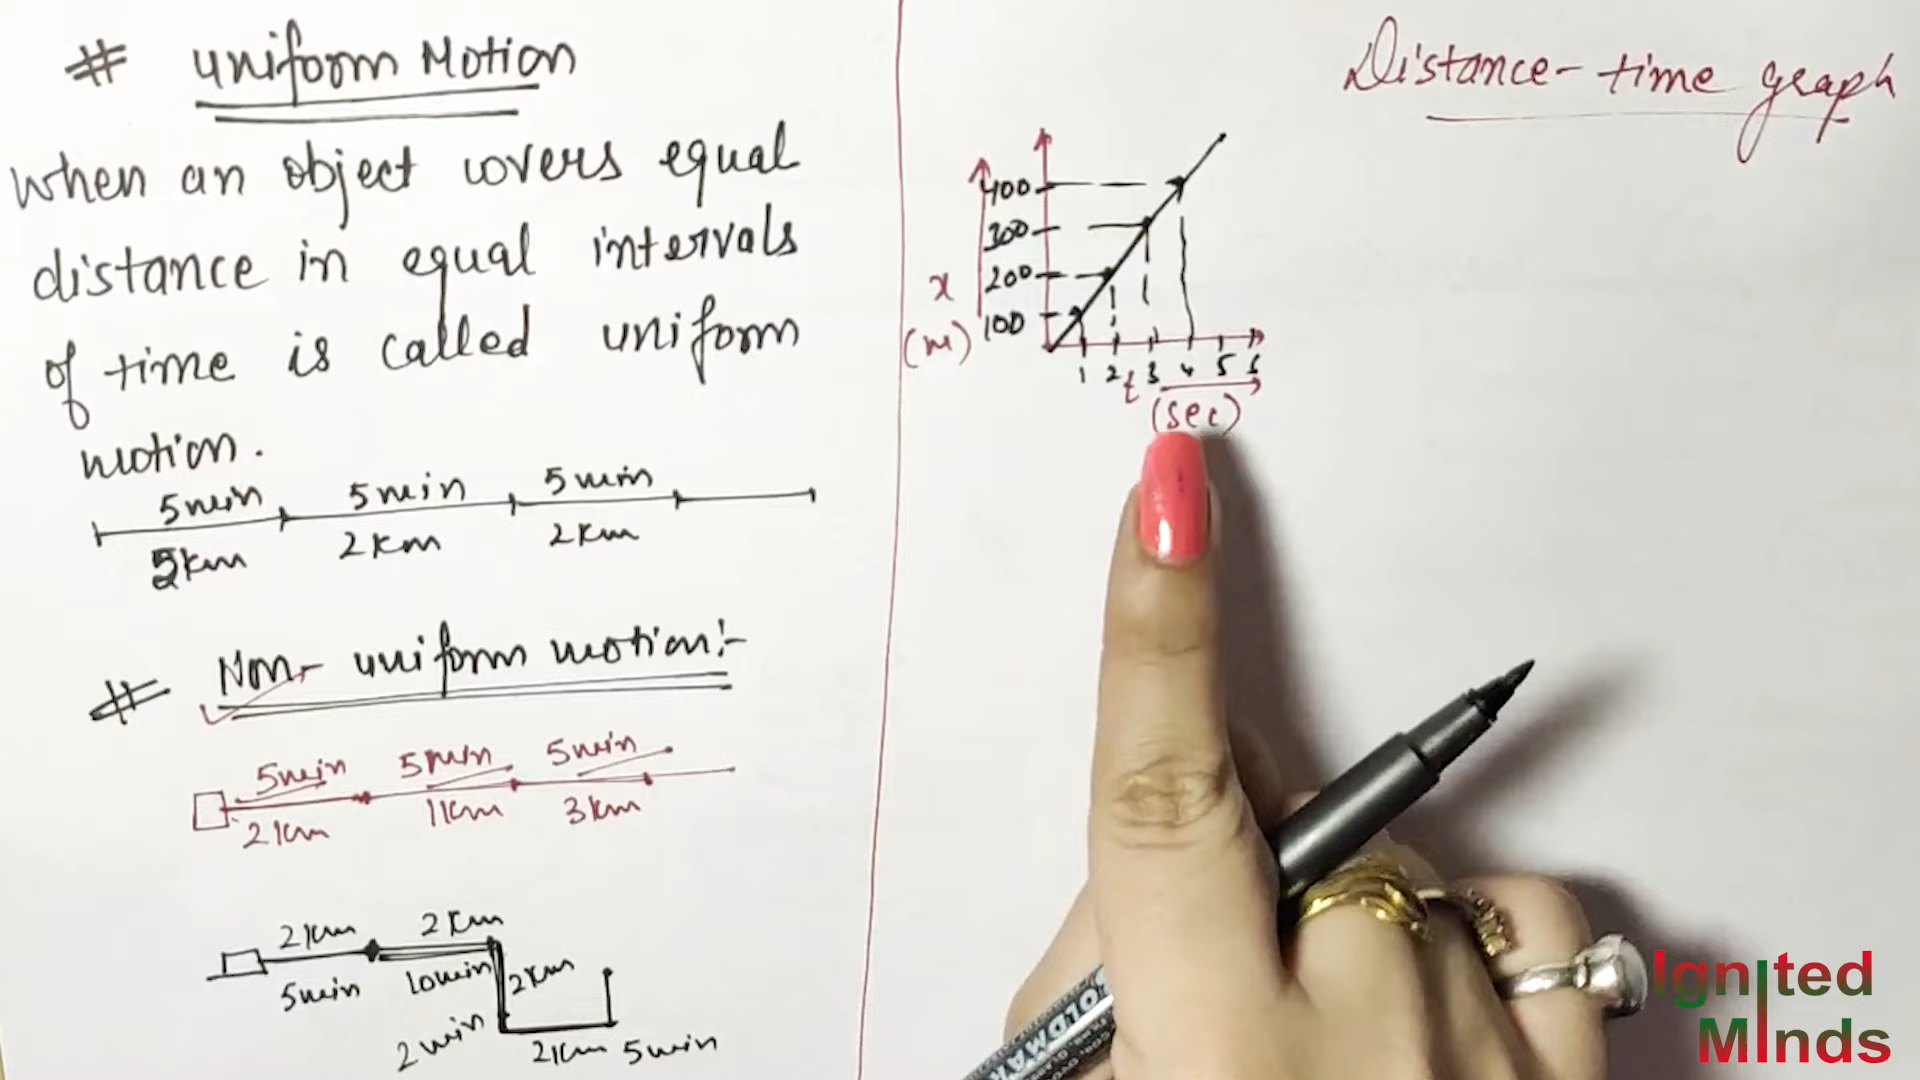 # Uniform Motion
When an object covers equal
distance in equal intervals
of time is called uniform
motion.
5min 5min 5min
km 2km 2km
# Non- uniform motion:-
5min 5min 5min
2km 1km 3km
2km 2km
5min 10min 2km
2min 2km 5min
Distance-time graph
400
300
x 200
(m) 100
1 2 3 4 5 6
t
(sec)
GOLDMAR
Ignited
Minds